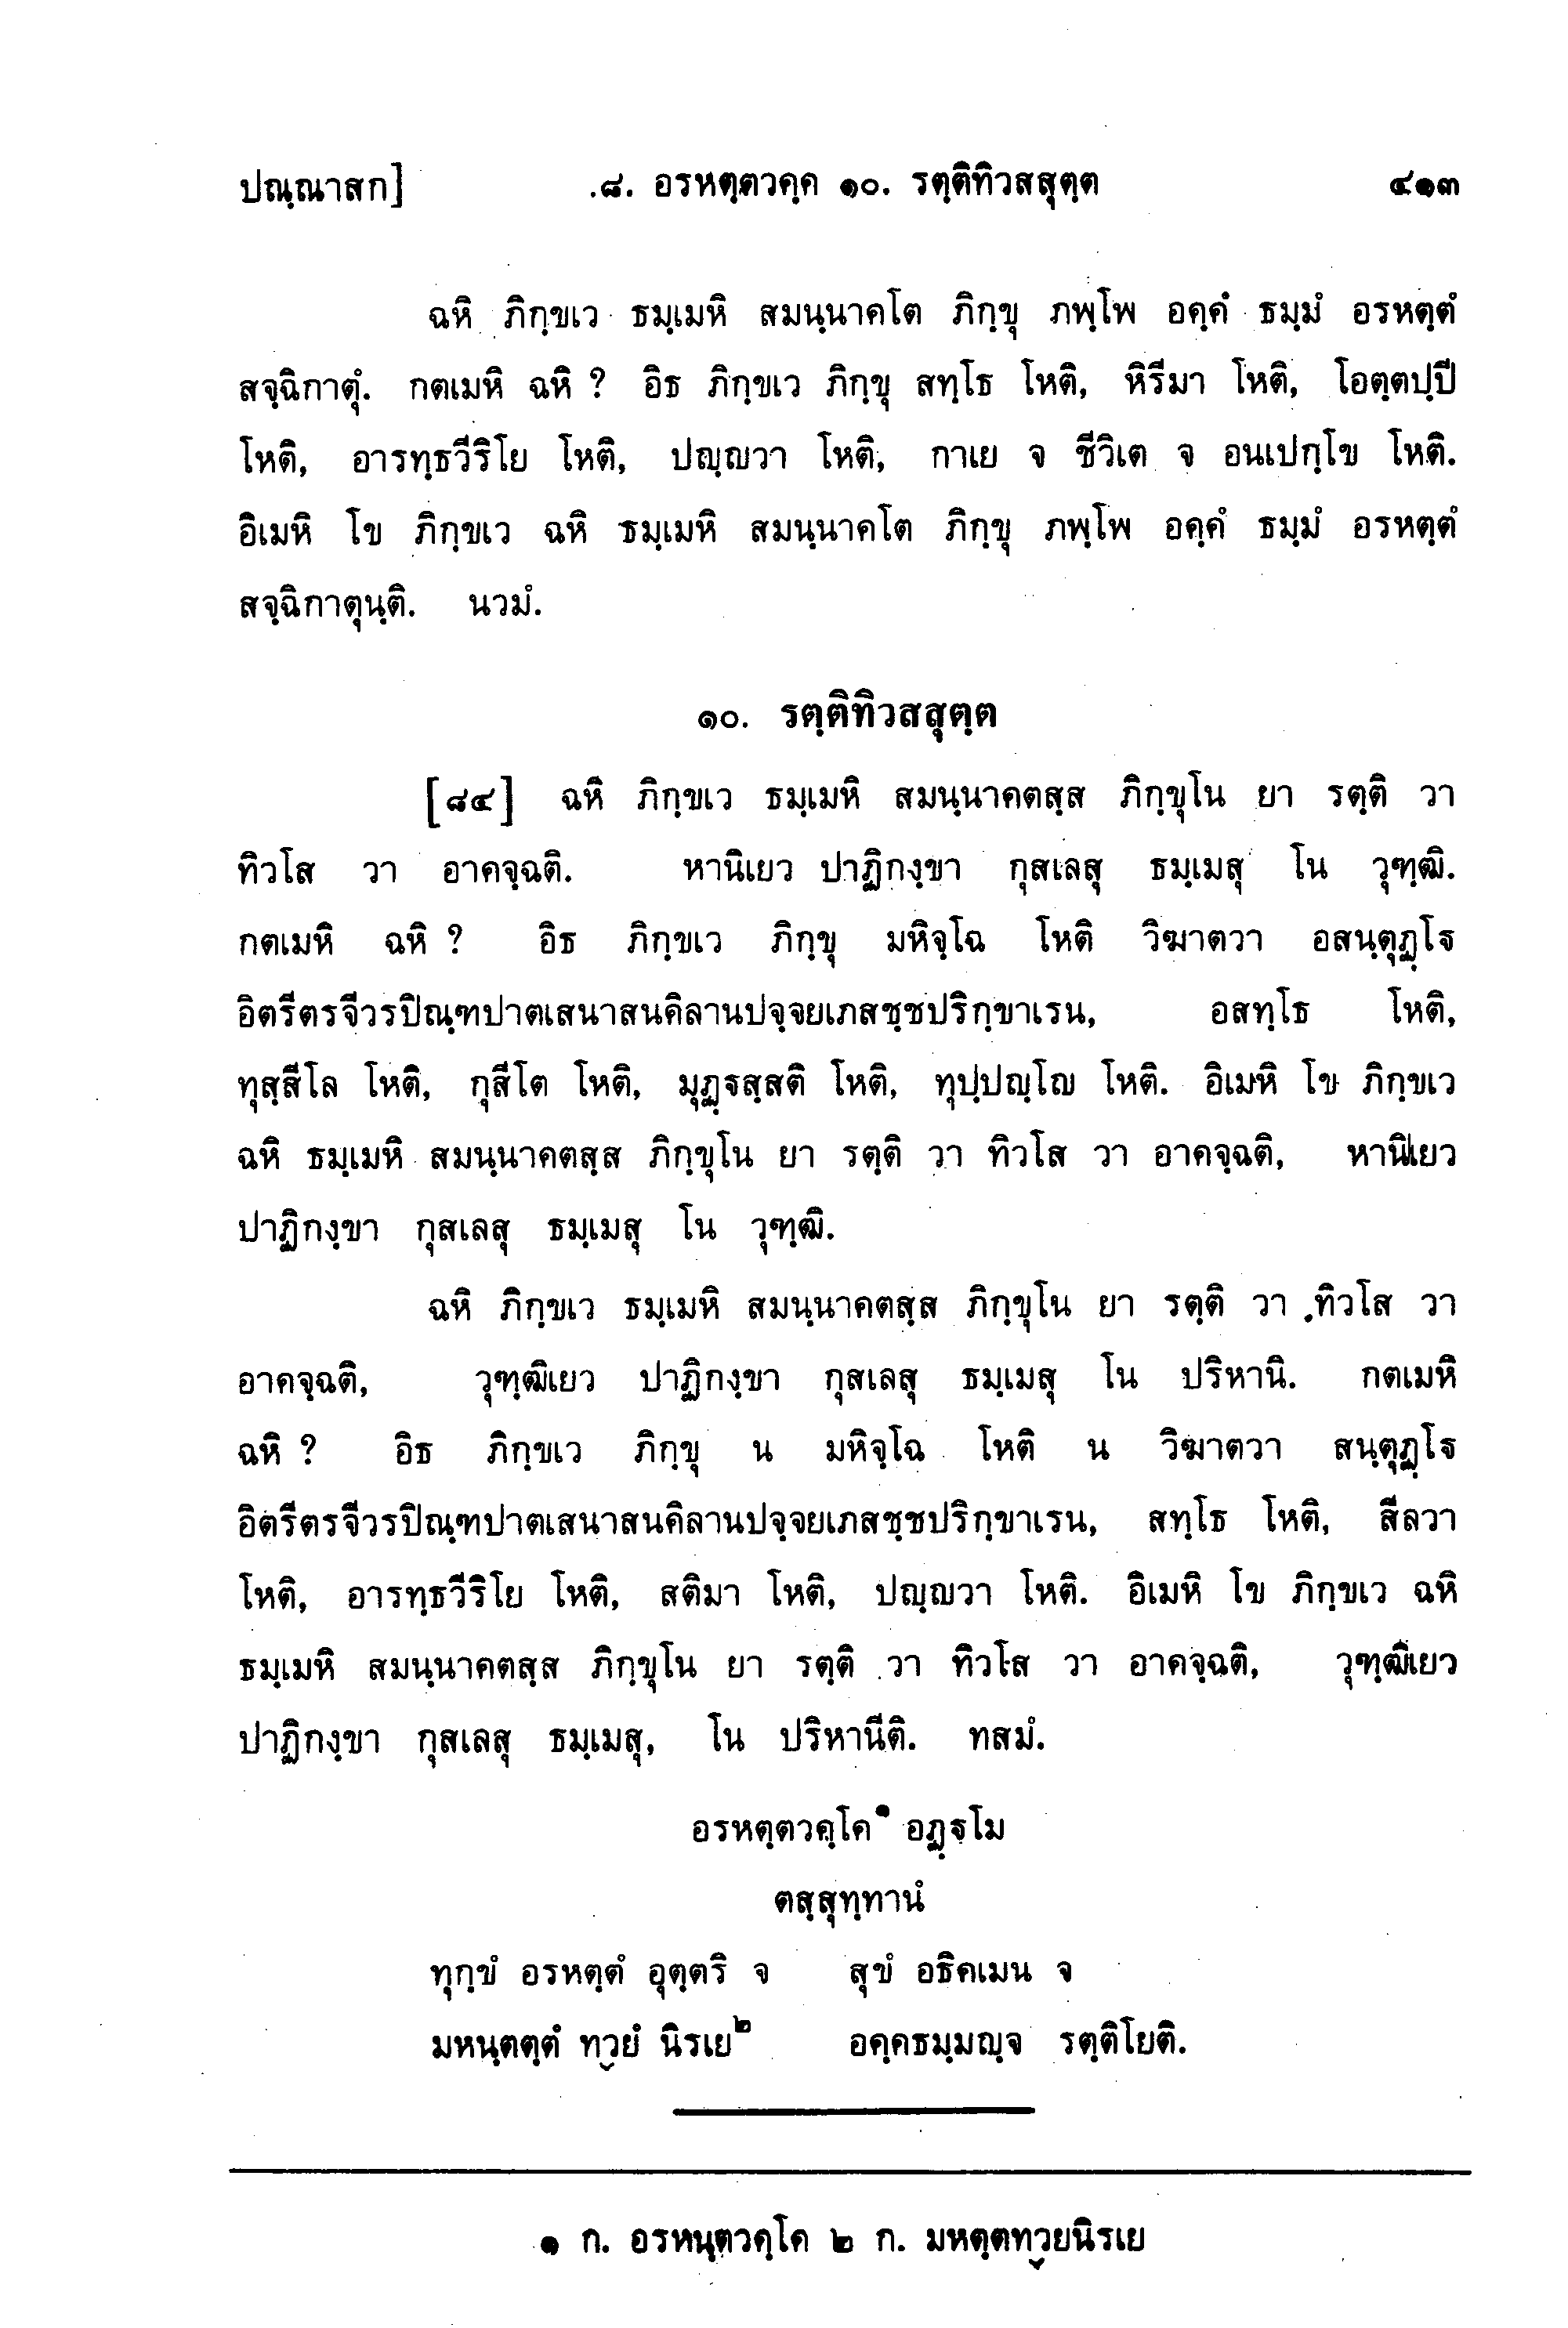 ปณฺณาสก]	๘. อรหตฺตวคฺค ๑๐. รตฺติทิวสสุตฺต	๔๑๓
ฉหิ ภิกฺขเว ธมฺเมหิ สมนฺนาคโต ภิกฺขุ ภพฺโพ อคฺคํ ธมฺมํ อรหตฺตํ
สจฺฉิกาตุํ. กตเมหิ ฉหิ ? อิธ ภิกฺขเว ภิกฺขุ สทฺโธ โหติ, หิรีมา โหติ, โอตฺตปฺปี
โหติ, อารทฺธวีริโย โหติ, ปญฺญวา โหติ, กาเย จ ชีวิเต จ อนเปกฺโข โหติ.
อิเมหิ โข ภิกฺขเว ฉหิ ธมฺเมหิ สมนฺนาคโต ภิกฺขุ ภพฺโพ อคฺคํ ธมฺมํ อรหตฺตํ
สจฺฉิกาตุนฺติ. นวมํ.
๑๐. รตฺติทิวสสุตฺต
[๘๔] ฉหิ ภิกฺขเว ธมฺเมหิ สมนฺนาคตสฺส ภิกฺขุโน ยา รตฺติ วา
ทิวโส วา อาคจฺฉติ. หานิเยว ปาฏิกงฺขา กุสเลสุ ธมฺเมสุ โน วุฑฺฒิ.
กตเมหิ ฉหิ ? อิธ ภิกฺขเว ภิกฺขุ มหิจฺโฉ โหติ วิฆาตวา อสนฺตุฏฺโฐ
อิตรีตรจีวรปิณฺฑปาตเสนาสนคิลานปจฺจยเภสชฺชปริกฺขาเรน, อสทฺโธ โหติ,
ทุสฺสีโล โหติ, กุสีโต โหติ, มุฏฺฐสฺสติ โหติ, ทุปฺปญฺโญ โหติ. อิเมหิ โข ภิกฺขเว
ฉหิ ธมฺเมหิ สมนฺนาคตสฺส ภิกฺขุโน ยา รตฺติ วา ทิวโส วา อาคจฺฉติ, หานิเยว
ปาฏิกงฺขา กุสเลสุ ธมฺเมสุ โน วุฑฺฒิ.
ฉหิ ภิกฺขเว ธมฺเมหิ สมนฺนาคตสฺส ภิกฺขุโน ยา รตฺติ วา ทิวโส วา
อาคจฺฉติ, วุฑฺฒิเยว ปาฏิกงฺขา กุสเลสุ ธมฺเมสุ โน ปริหานิ. กตเมหิ
ฉหิ ? อิธ ภิกฺขเว ภิกฺขุ น มหิจฺโฉ โหติ น วิฆาตวา สนฺตุฏฺโฐ
อิตรีตรจีวรปิณฺฑปาตเสนาสนคิลานปจฺจยเภสชฺชปริกฺขาเรน, สทฺโธ โหติ, สีลวา
โหติ, อารทฺธวีริโย โหติ, สติมา โหติ, ปญฺญวา โหติ. อิเมหิ โข ภิกฺขเว ฉหิ
ธมฺเมหิ สมนฺนาคตสฺส ภิกฺขุโน ยา รตฺติ วา ทิวโส วา อาคจฺฉติ, วุฑฺฒิเยว
ปาฏิกงฺขา กุสเลสุ ธมฺเมสุ, โน ปริหานีติ. ทสมํ.
อรหตฺตวคฺโค๑ อฏฺฐโม
ตสฺสุทฺทานํ
ทุกฺขํ อรหตฺตํ อุตฺตริ จ	สุขํ อธิคเมน จ
มหนฺตตฺตํ ทฺวยํ นิรเย๒	อคฺคธมฺมญฺจ รตฺติโยติ.
๑ ก. อรหนฺตวคฺโค ๒ ก. มหตฺตทฺวยนิรเย